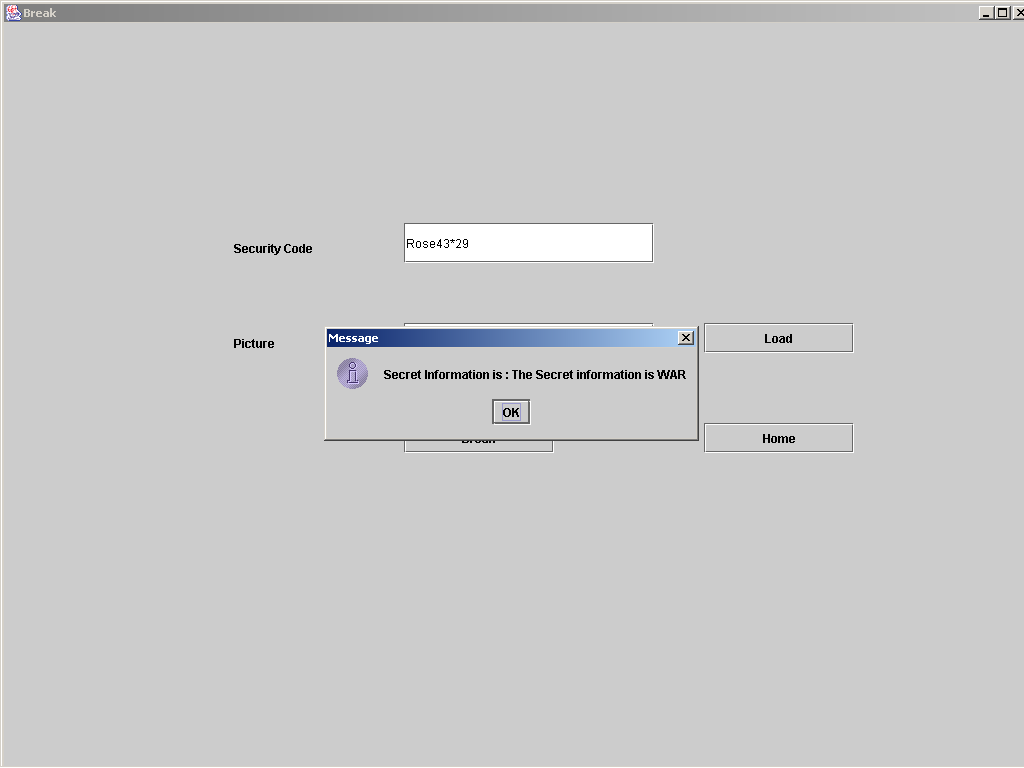 Break
Security Code
Rose43*29
Picture
Load
Message
Secret Information is : The Secret information is WAR
OK
Home